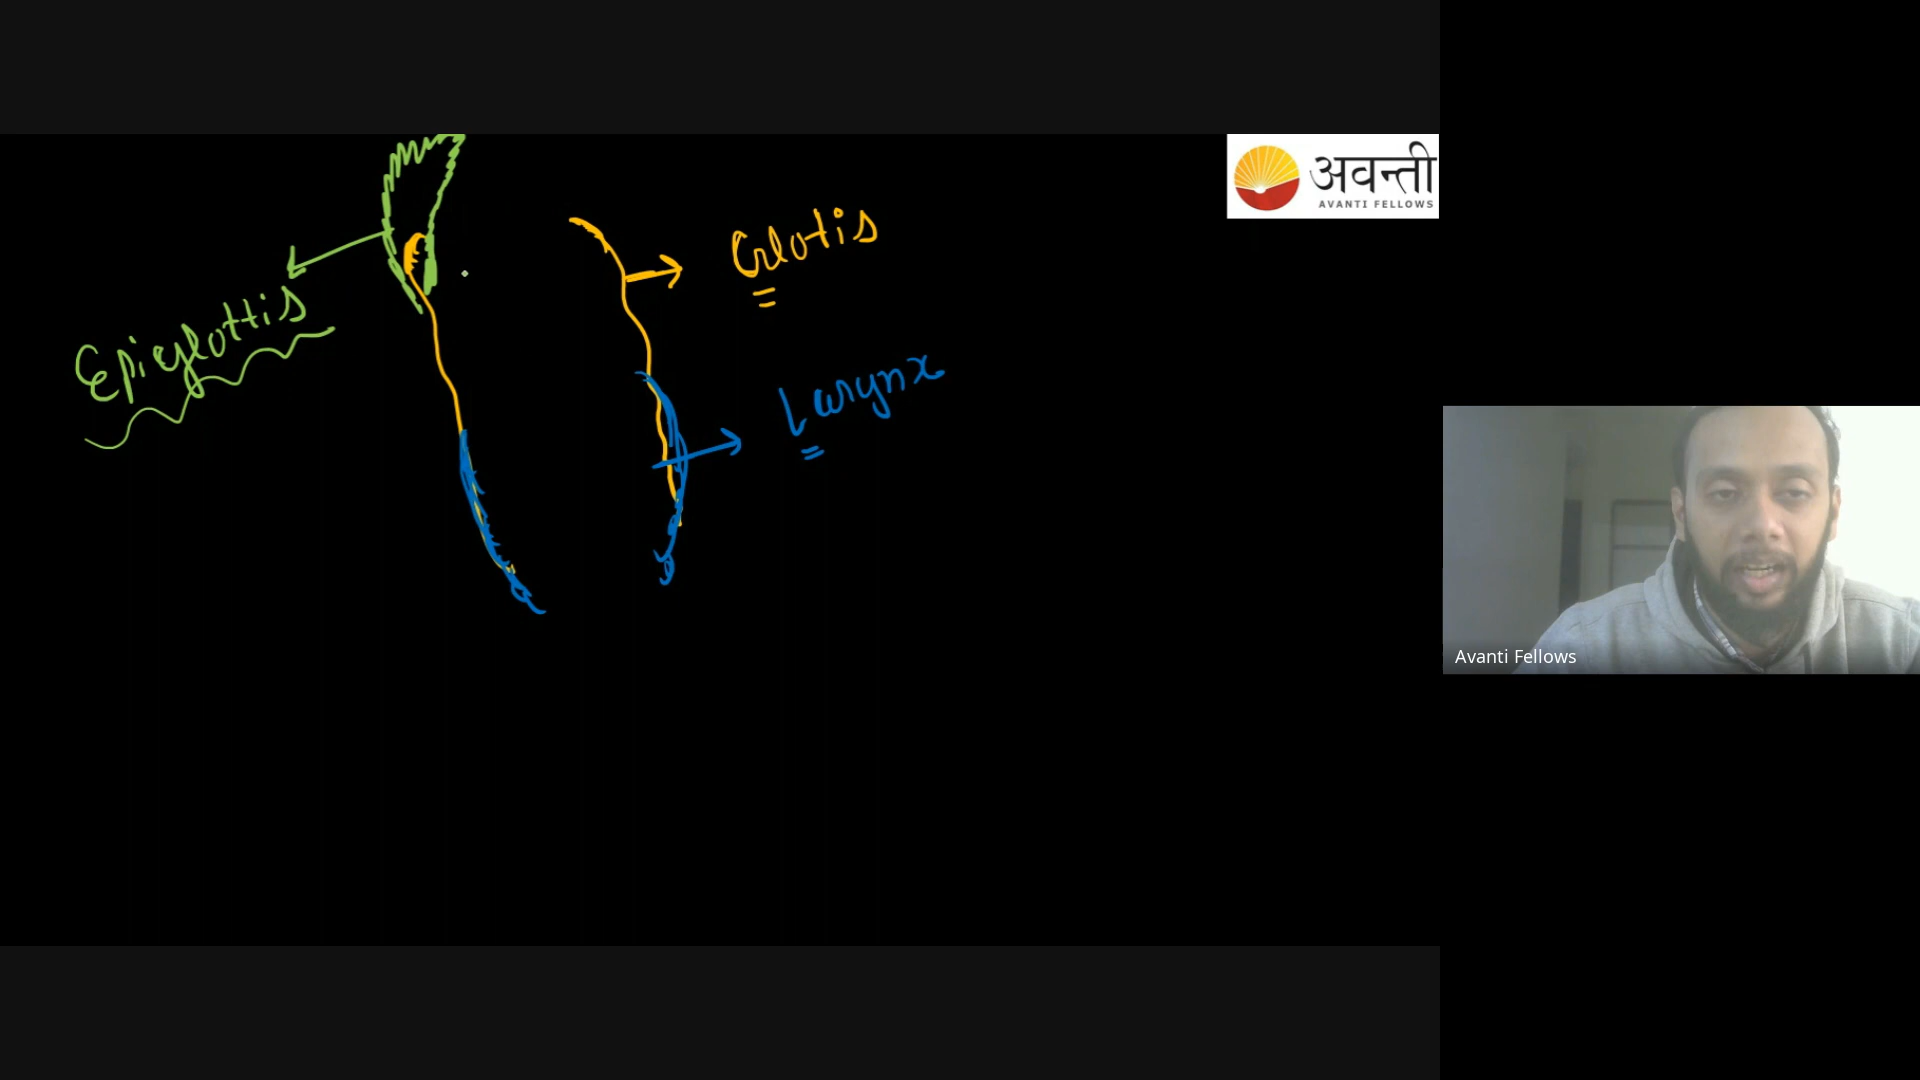 अवन्ती
AVANTI FELLOWS
Glotis
Epiglottis
Larynx
Avanti Fellows